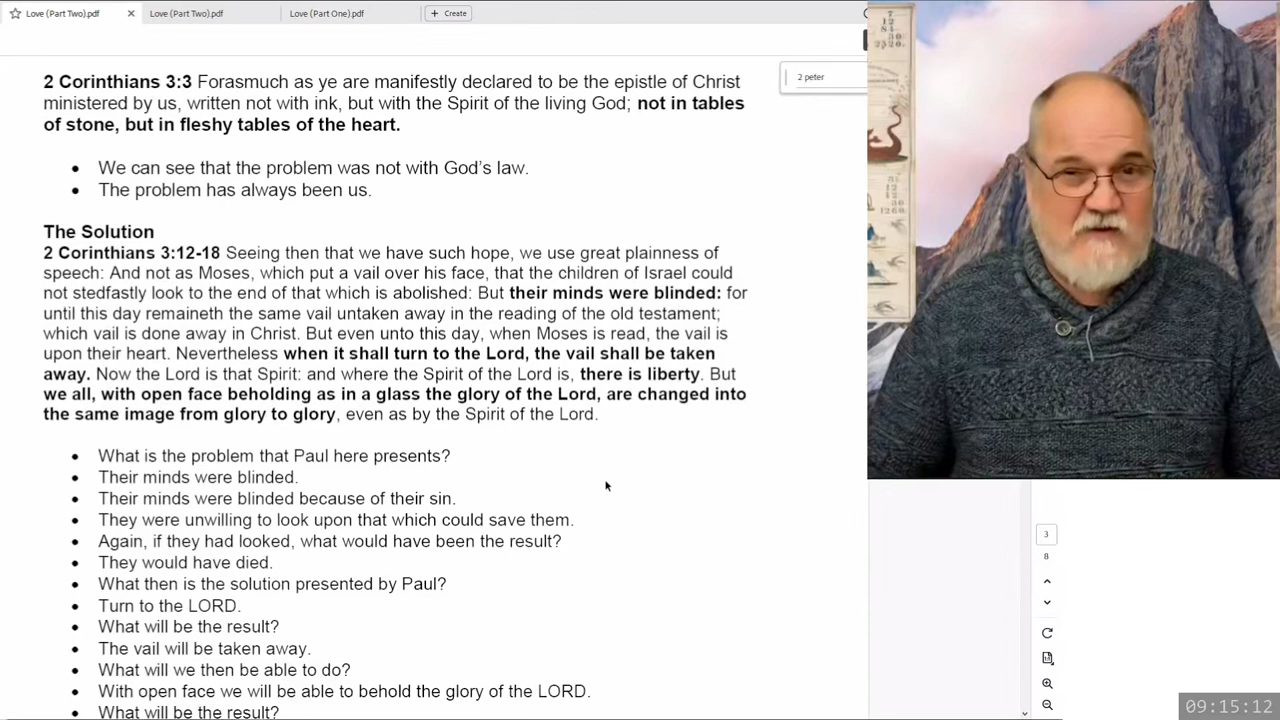 Love (Part Two).pdf
Love (Part Two).pdf
Love (Part One).pdf
+ Create
2 peter
2 Corinthians 3:3 Forasmuch as ye are manifestly declared to be the epistle of Christ
ministered by us, written not with ink, but with the Spirit of the living God; not in tables
of stone, but in fleshy tables of the heart.
• We can see that the problem was not with God's law.
• The problem has always been us.
The Solution
2 Corinthians 3:12-18 Seeing then that we have such hope, we use great plainness of
speech: And not as Moses, which put a vail over his face, that the children of Israel could
not stedfastly look to the end of that which is abolished: But their minds were blinded: for
until this day remaineth the same vail untaken away in the reading of the old testament;
which vail is done away in Christ. But even unto this day, when Moses is read, the vail is
upon their heart. Nevertheless when it shall turn to the Lord, the vail shall be taken
away. Now the Lord is that Spirit: and where the Spirit of the Lord is, there is liberty. But
we all, with open face beholding as in a glass the glory of the Lord, are changed into
the same image from glory to glory, even as by the Spirit of the Lord.
• What is the problem that Paul here presents?
• Their minds were blinded.
• Their minds were blinded because of their sin.
• They were unwilling to look upon that which could save them.
• Again, if they had looked, what would have been the result?
• They would have died.
• What then is the solution presented by Paul?
• Turn to the LORD.
• What will be the result?
• The vail will be taken away.
• What will we then be able to do?
• With open face we will be able to behold the glory of the LORD.
• What will be the result?
7
12
84
30
2520
12
30
1260
3
8
09:15:12